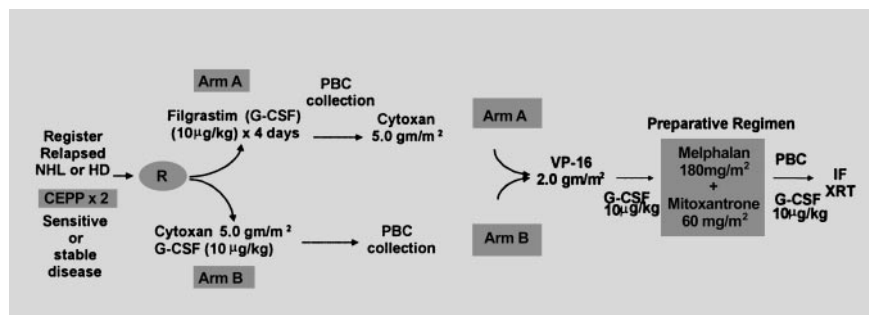 Register
Relapsed
NHL or HD
CEPP x 2
Sensitive
or
stable
disease
R
Arm A
Filgrastim (G-CSF)
(10μg/kg) x 4 days
PBC
collection
Cytoxan
5.0 gm/m²
Cytoxan 5.0 gm/m²
G-CSF (10 μg/kg)
Arm B
PBC
collection
Arm A
Arm B
VP-16
2.0 gm/m²
G-CSF
10μg/kg
Preparative Regimen
Melphalan
180mg/m²
+
Mitoxantrone
60 mg/m²
PBC
G-CSF
10μg/kg
IF
XRT